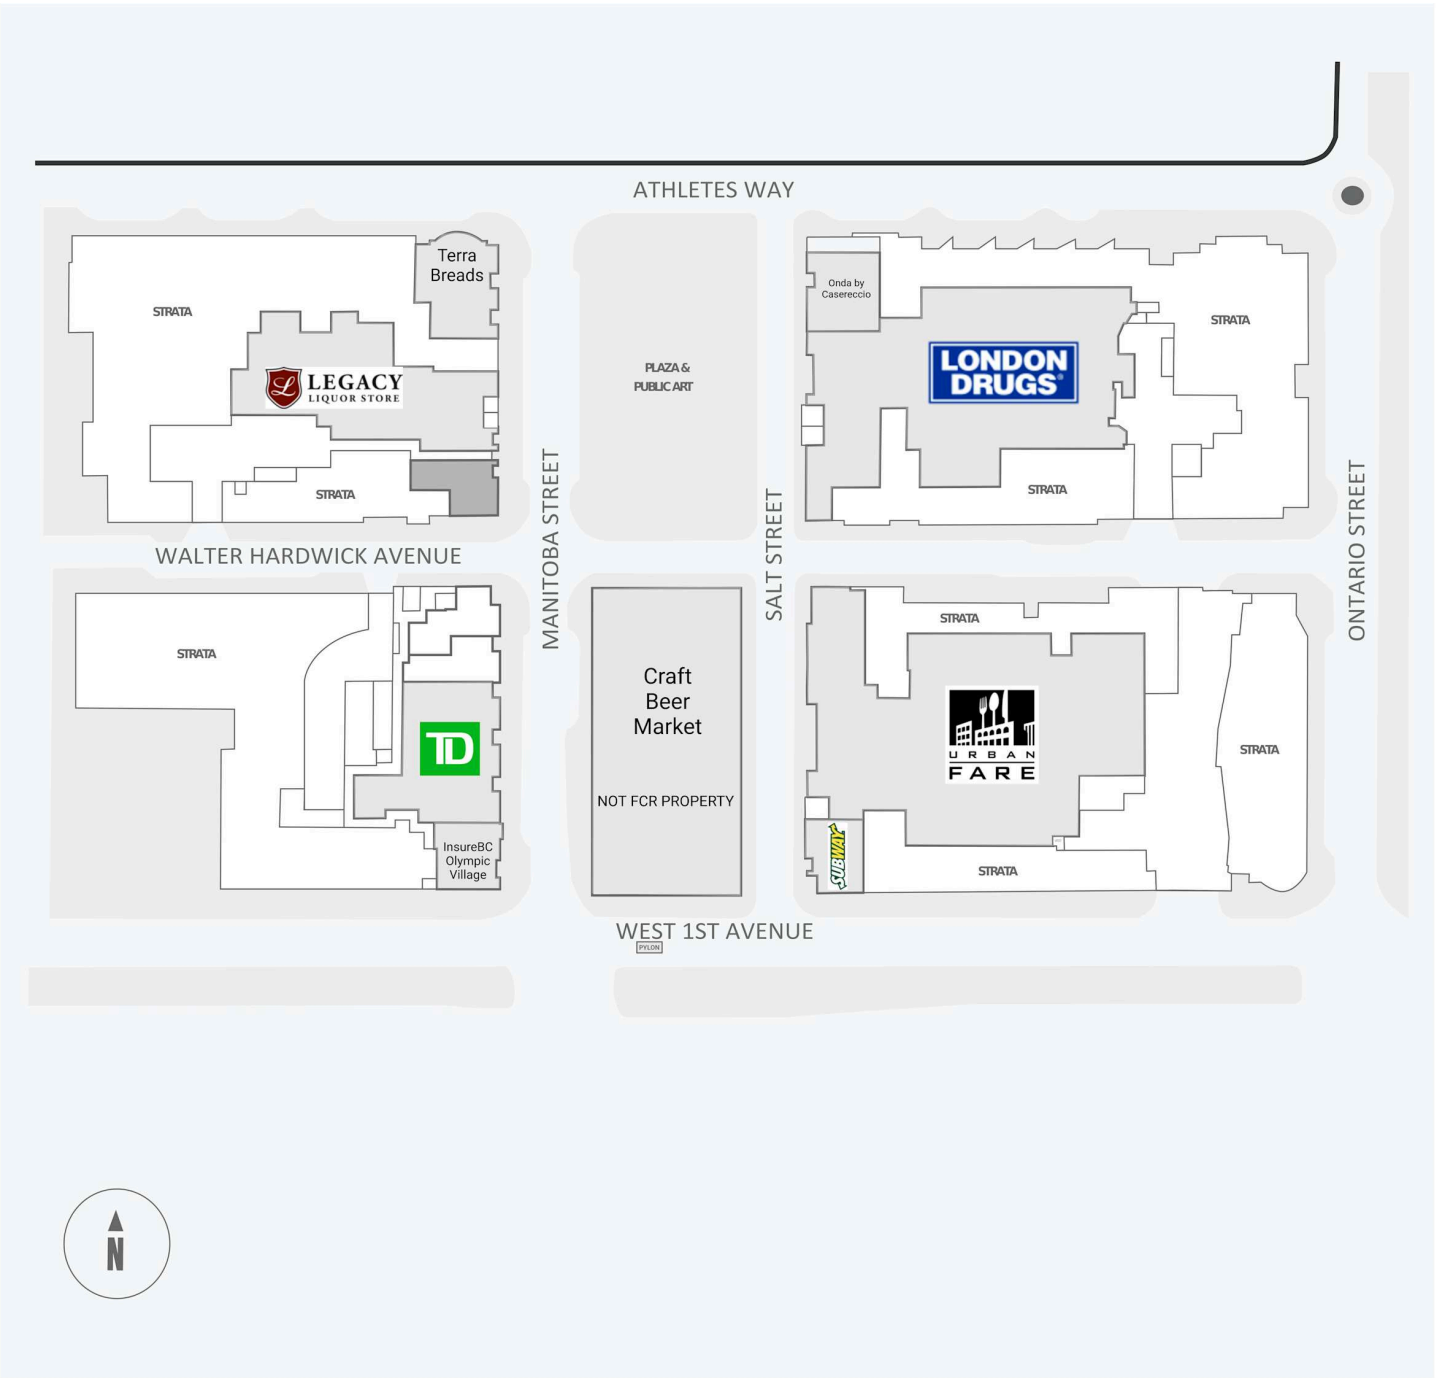 ATHLETES WAY
Terra
Breads
STRATA
LEGACY
LIQUOR STORE
STRATA
PLAZA &
PUBLIC ART
Onda by
Casereccio
LONDON
DRUGS®
STRATA
STRATA
MANITOBA STREET
SALT STREET
ONTARIO STREET
WALTER HARDWICK AVENUE
STRATA
TD
InsureBC
Olympic
Village
Craft
Beer
Market
NOT FCR PROPERTY
STRATA
URBAN
FARE
STRATA
SUBWAY
STRATA
WEST 1ST AVENUE
PYLON
N